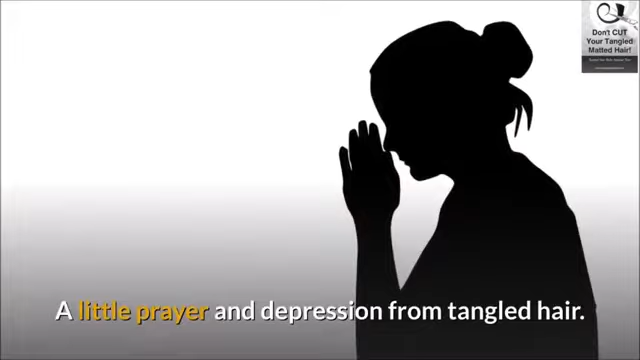 Don't CUT
Your Tangled
Matted Hair!
A little prayer and depression from tangled hair.